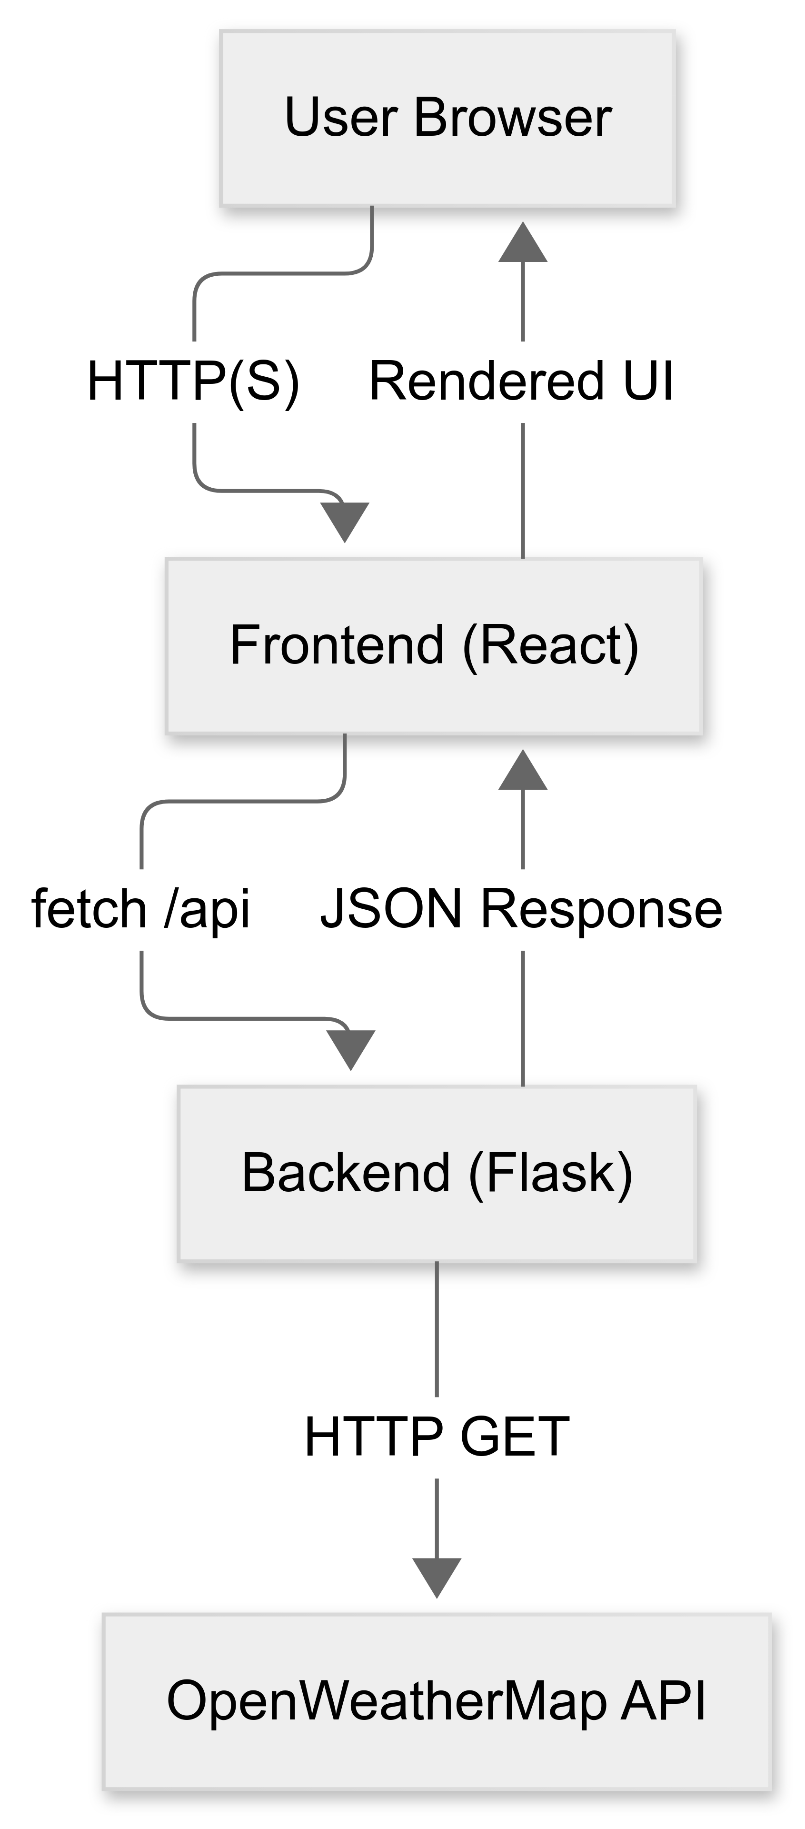 User Browser
HTTP(S)
Rendered UI
Frontend (React)
fetch /api
JSON Response
Backend (Flask)
HTTP GET
OpenWeatherMap API